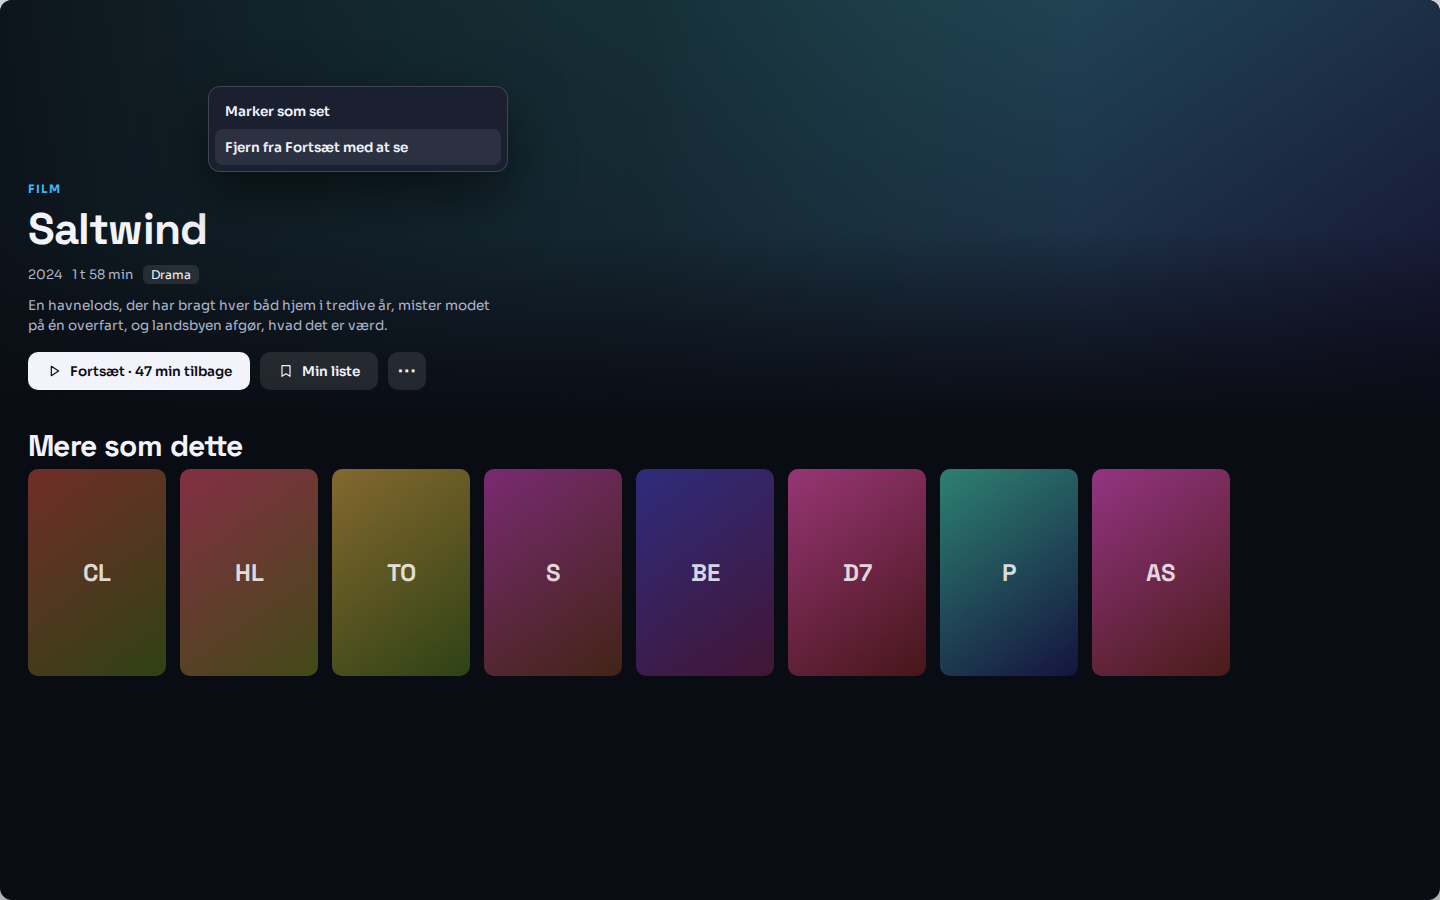 Marker som set
Fjern fra Fortsæt med at se
FILM
Saltwind
2024 1 t 58 min Drama
En havnelods, der har bragt hver båd hjem i tredive år, mister modet
på én overfart, og landsbyen afgør, hvad det er værd.
Fortsæt · 47 min tilbage Min liste ···
Mere som dette
CL HL TO S BE D7 P AS